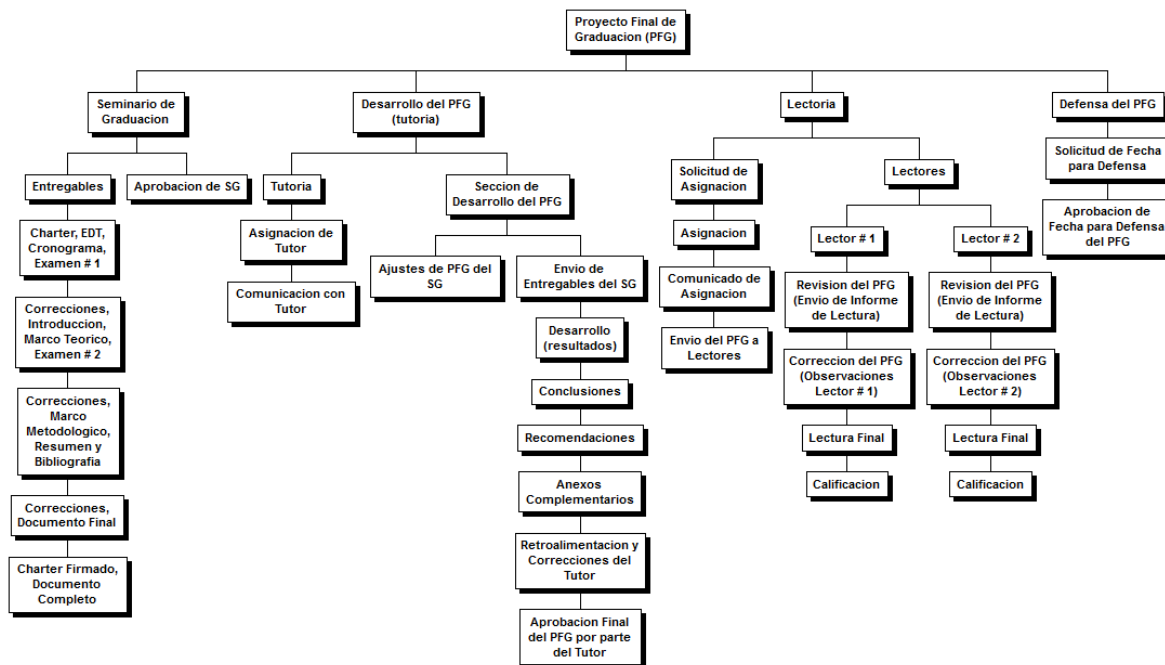 Proyecto Final de
Graduacion (PFG)
Seminario de
Graduacion
Desarrollo del PFG
(tutoria)
Lectoria
Defensa del PFG
Entregables
Aprobacion de SG
Tutoria
Seccion de
Desarrollo del PFG
Solicitud de
Asignacion
Lectores
Solicitud de Fecha
para Defensa
Charter, EDT,
Cronograma,
Examen # 1
Asignacion de
Tutor
Ajustes de PFG del
SG
Envio de
Entregables del SG
Asignacion
Lector # 1
Lector # 2
Aprobacion de
Fecha para Defensa
del PFG
Correcciones,
Introduccion,
Marco Teorico,
Examen # 2
Comunicacion con
Tutor
Desarrollo
(resultados)
Comunicado de
Asignacion
Revision del PFG
(Envio de Informe
de Lectura)
Revision del PFG
(Envio de Informe
de Lectura)
Correcciones,
Marco
Metodologico,
Resumen y
Bibliografia
Conclusiones
Envio del PFG a
Lectores
Correccion del PFG
(Observaciones
Lector # 1)
Correccion del PFG
(Observaciones
Lector # 2)
Recomendaciones
Lectura Final
Lectura Final
Correcciones,
Documento Final
Anexos
Complementarios
Calificacion
Calificacion
Charter Firmado,
Documento
Completo
Retroalimentacion y
Correcciones del
Tutor
Aprobacion Final
del PFG por parte
del Tutor